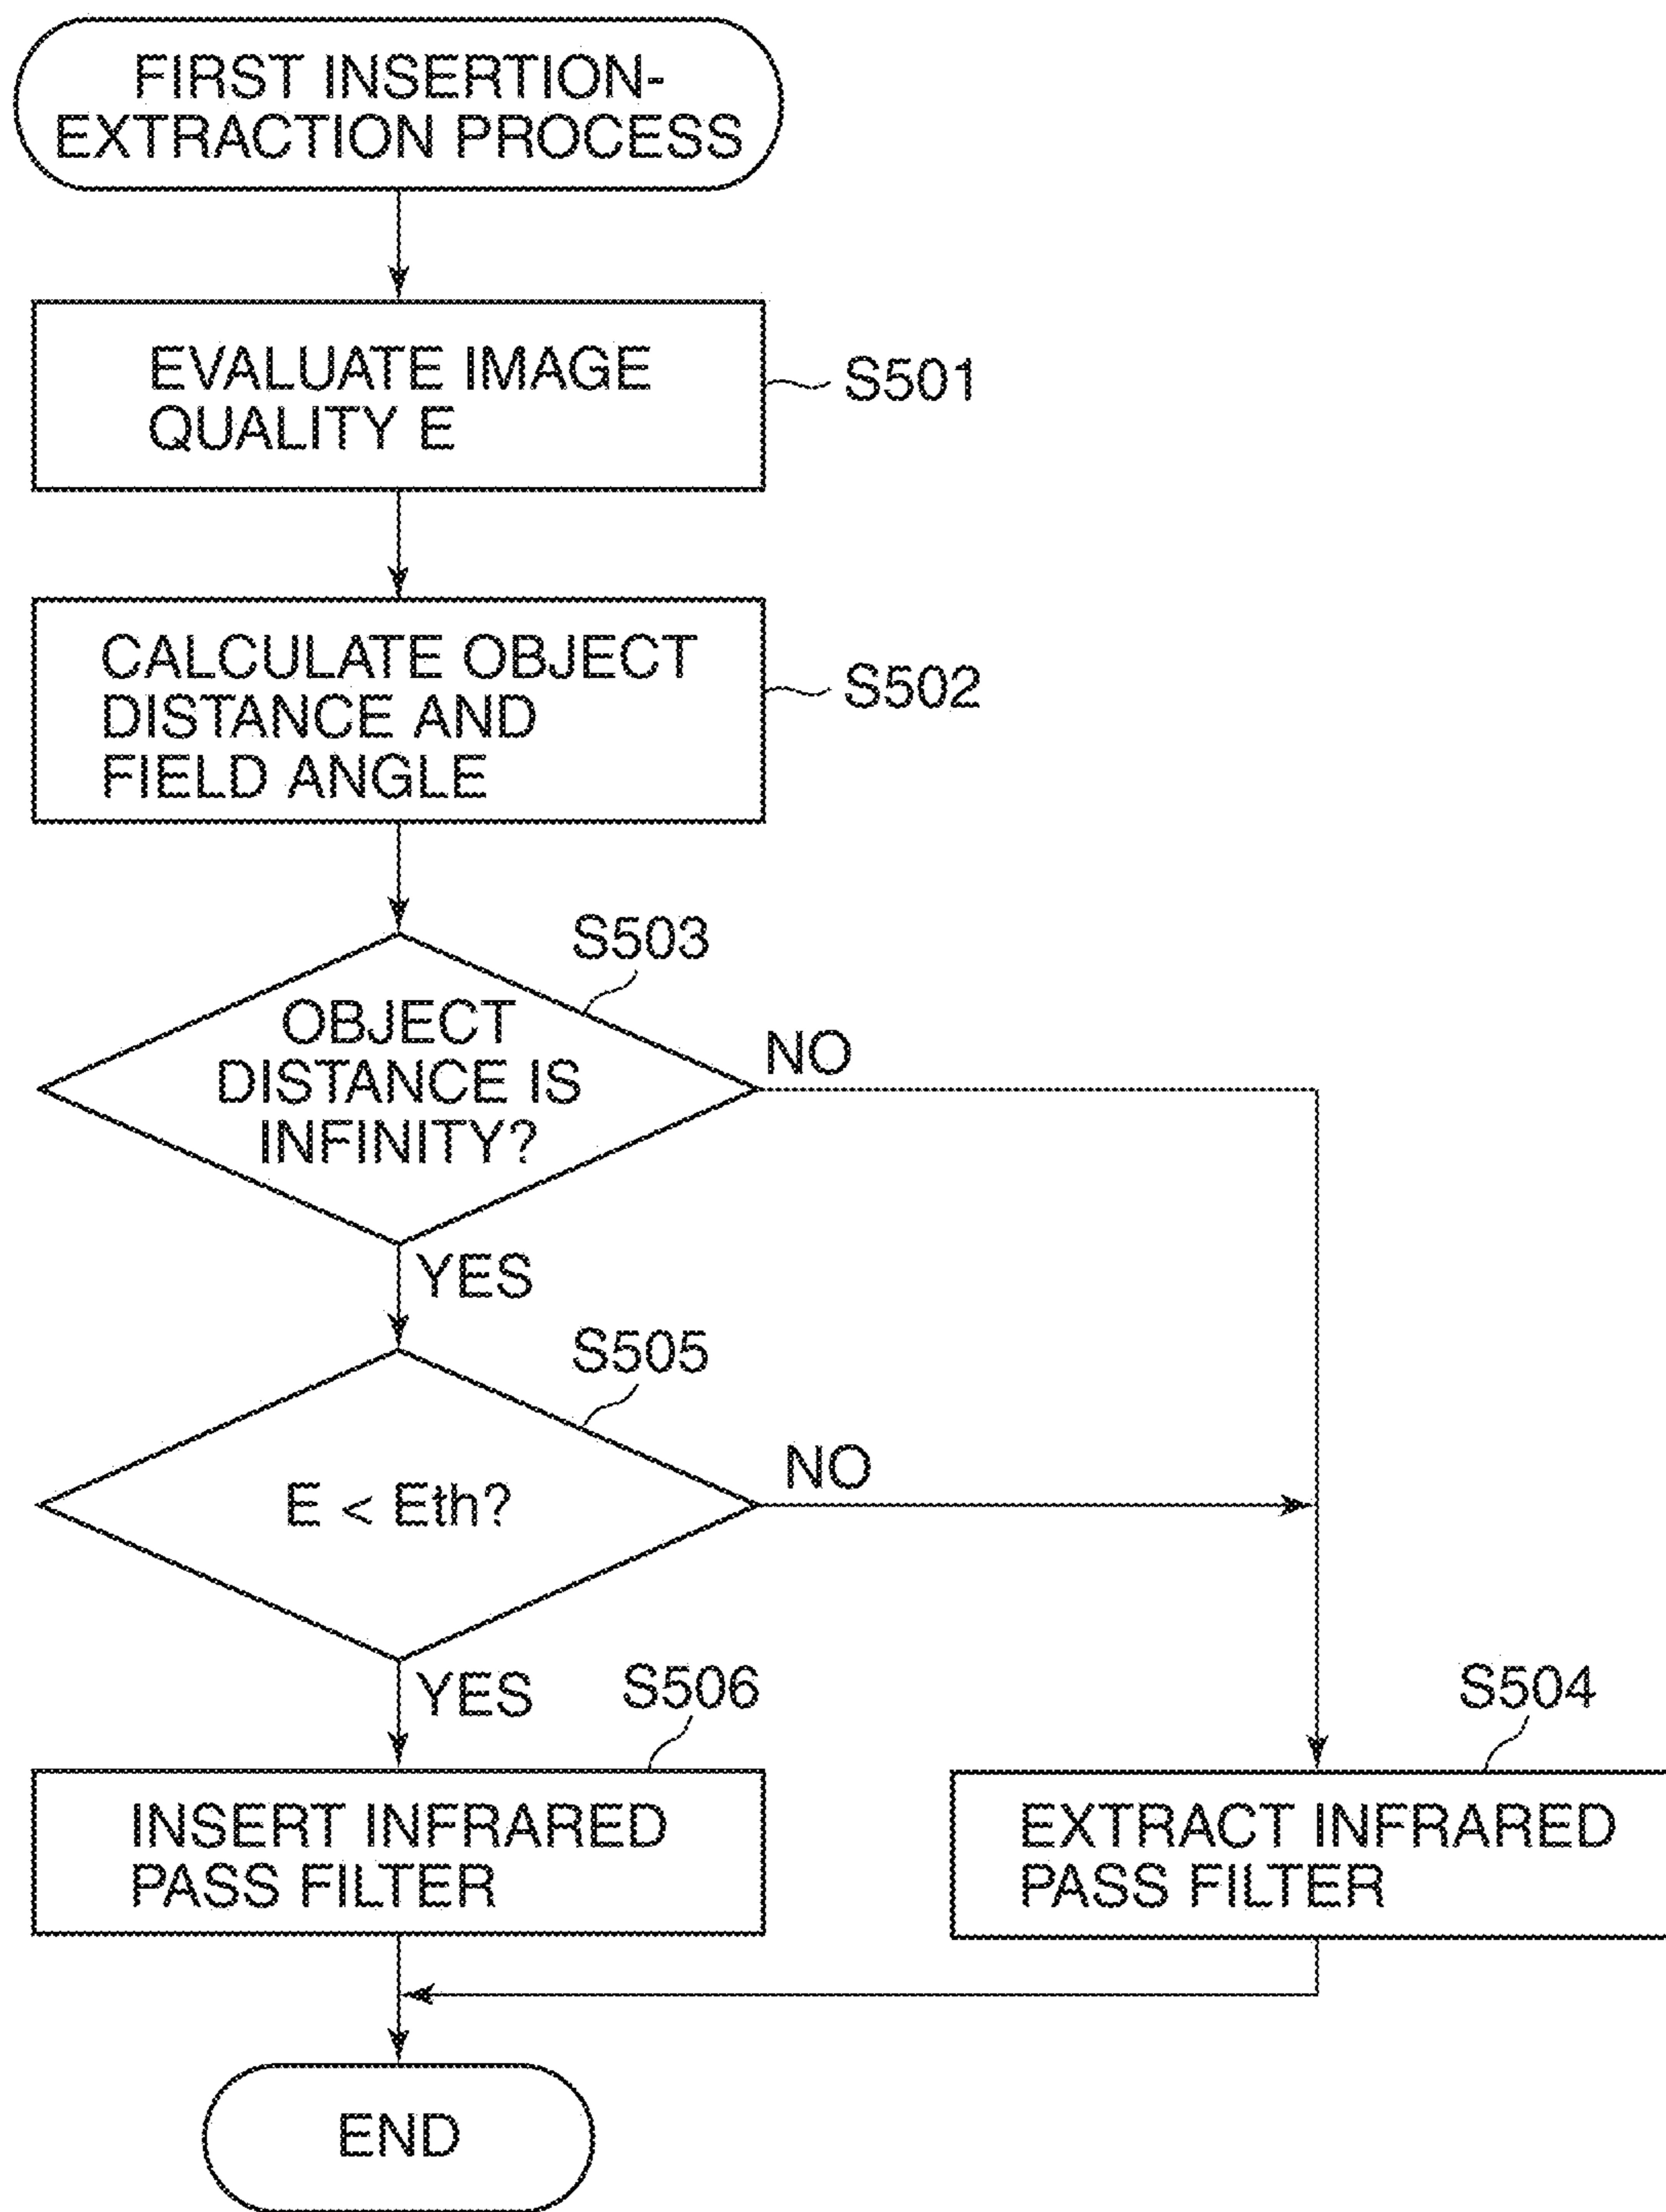 FIRST INSERTION-
EXTRACTION PROCESS
EVALUATE IMAGE
QUALITY E
S501
CALCULATE OBJECT
DISTANCE AND
FIELD ANGLE
S502
S503
OBJECT
DISTANCE IS
INFINITY?
NO
YES
S505
E < Eth?
NO
YES
S506
S504
INSERT INFRARED
PASS FILTER
EXTRACT INFRARED
PASS FILTER
END